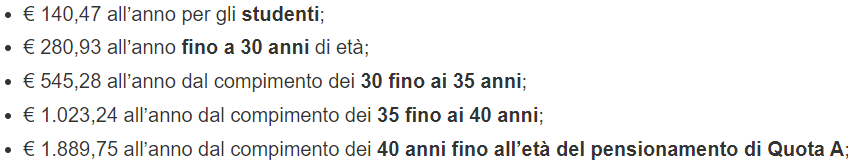 • € 140,47 all’anno per gli studenti;
• € 280,93 all’anno fino a 30 anni di età;
• € 545,28 all’anno dal compimento dei 30 fino ai 35 anni;
• € 1.023,24 all’anno dal compimento dei 35 fino ai 40 anni;
• € 1.889,75 all’anno dal compimento dei 40 anni fino all’età del pensionamento di Quota A;